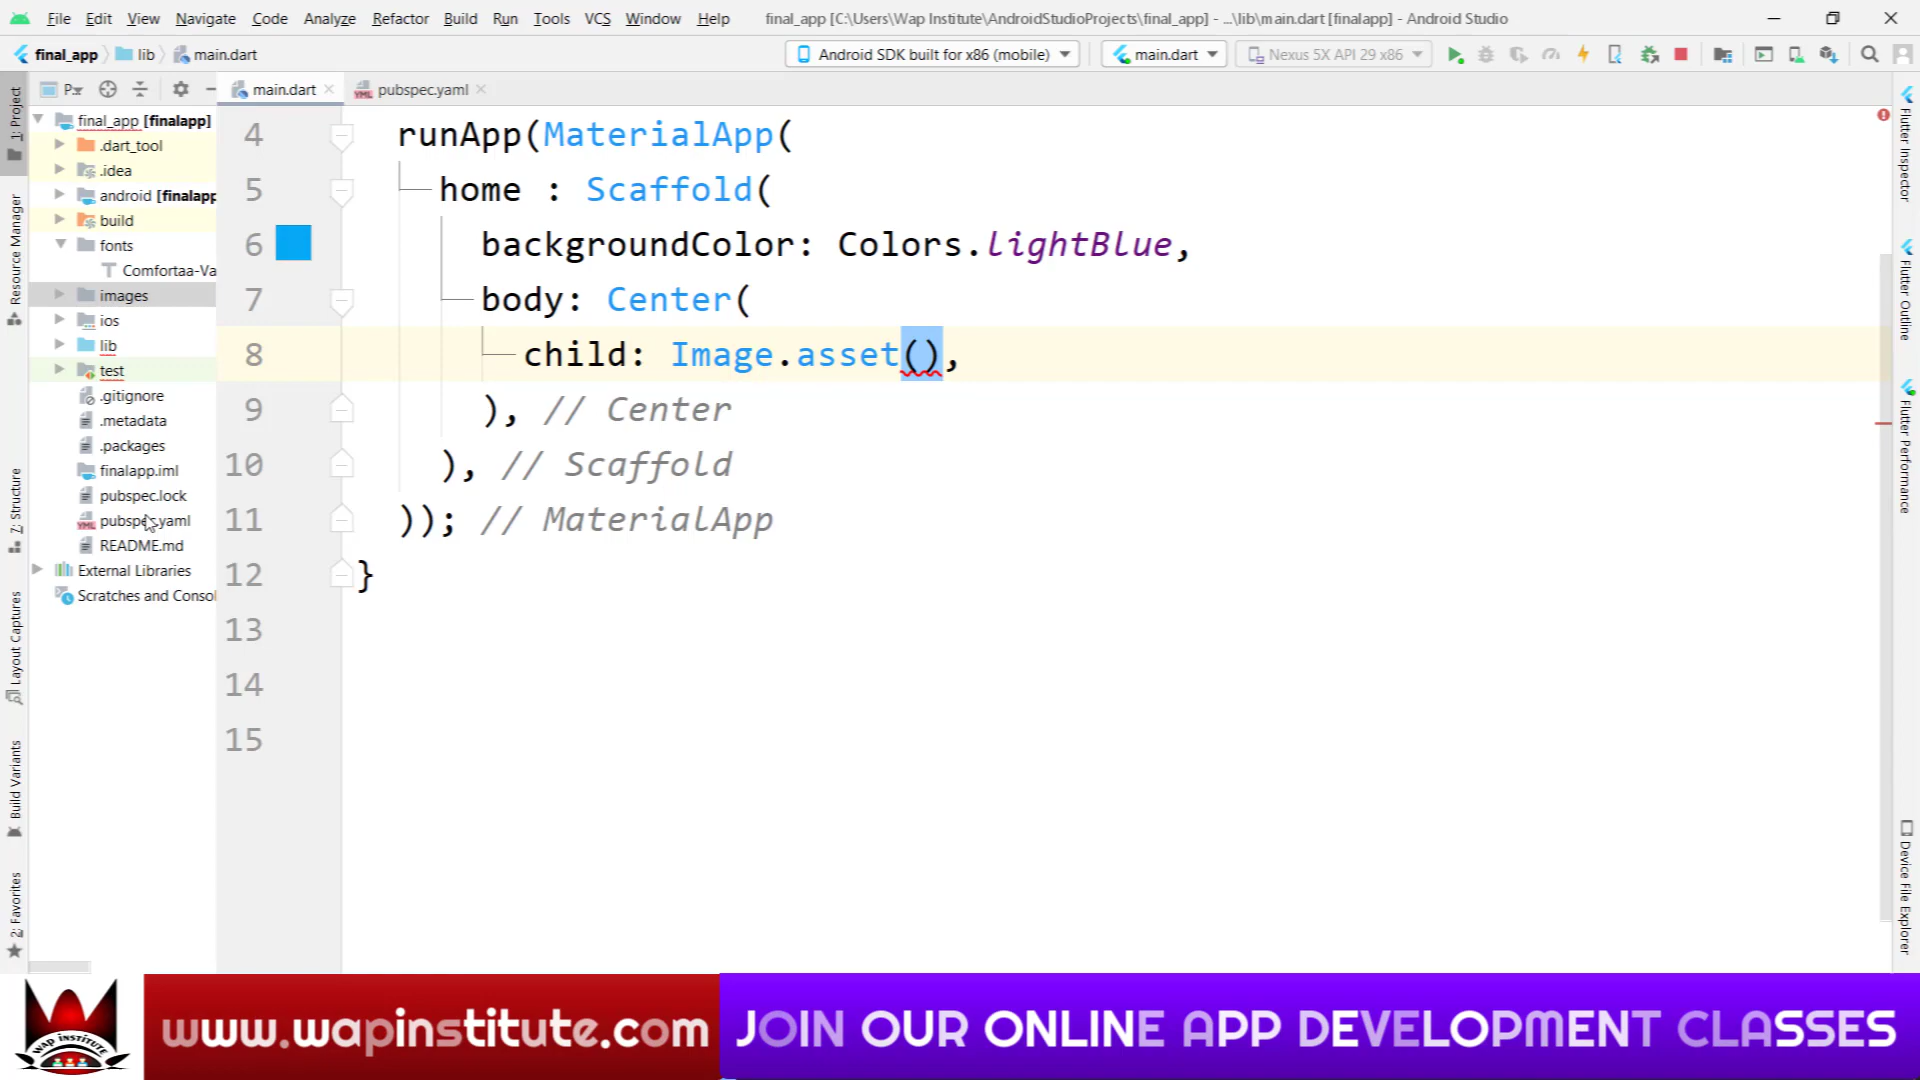 File Edit View Navigate Code Analyze Refactor Build Run Tools VCS Window Help final_app [C:\Users\Wap Institute\AndroidStudioProjects\final_app] - ...\lib\main.dart [finalapp] - Android Studio
final_app lib main.dart Android SDK built for x86 (mobile) main.dart Nexus 5X API 29 x86
main.dart pubspec.yaml
1: Project
Resource Manager
7: Structure
Layout Captures
Build Variants
2: Favorites
final_app [finalapp]
.dart_tool
.idea
android [finalapp
build
fonts
Comfortaa-Va
images
ios
lib
test
.gitignore
.metadata
.packages
finalapp.iml
pubspec.lock
pubspec.yaml
README.md
External Libraries
Scratches and Consol
4 runApp(MaterialApp(
5 home : Scaffold(
6 backgroundColor: Colors.lightBlue,
7 body: Center(
8 child: Image.asset(),
9 ), // Center
10 ), // Scaffold
11 )); // MaterialApp
12 }
13
14
15
Flutter Inspector
Flutter Outline
Flutter Performance
Device File Explorer
WAP INSTITUTE
www.wapinstitute.com
JOIN OUR ONLINE APP DEVELOPMENT CLASSES